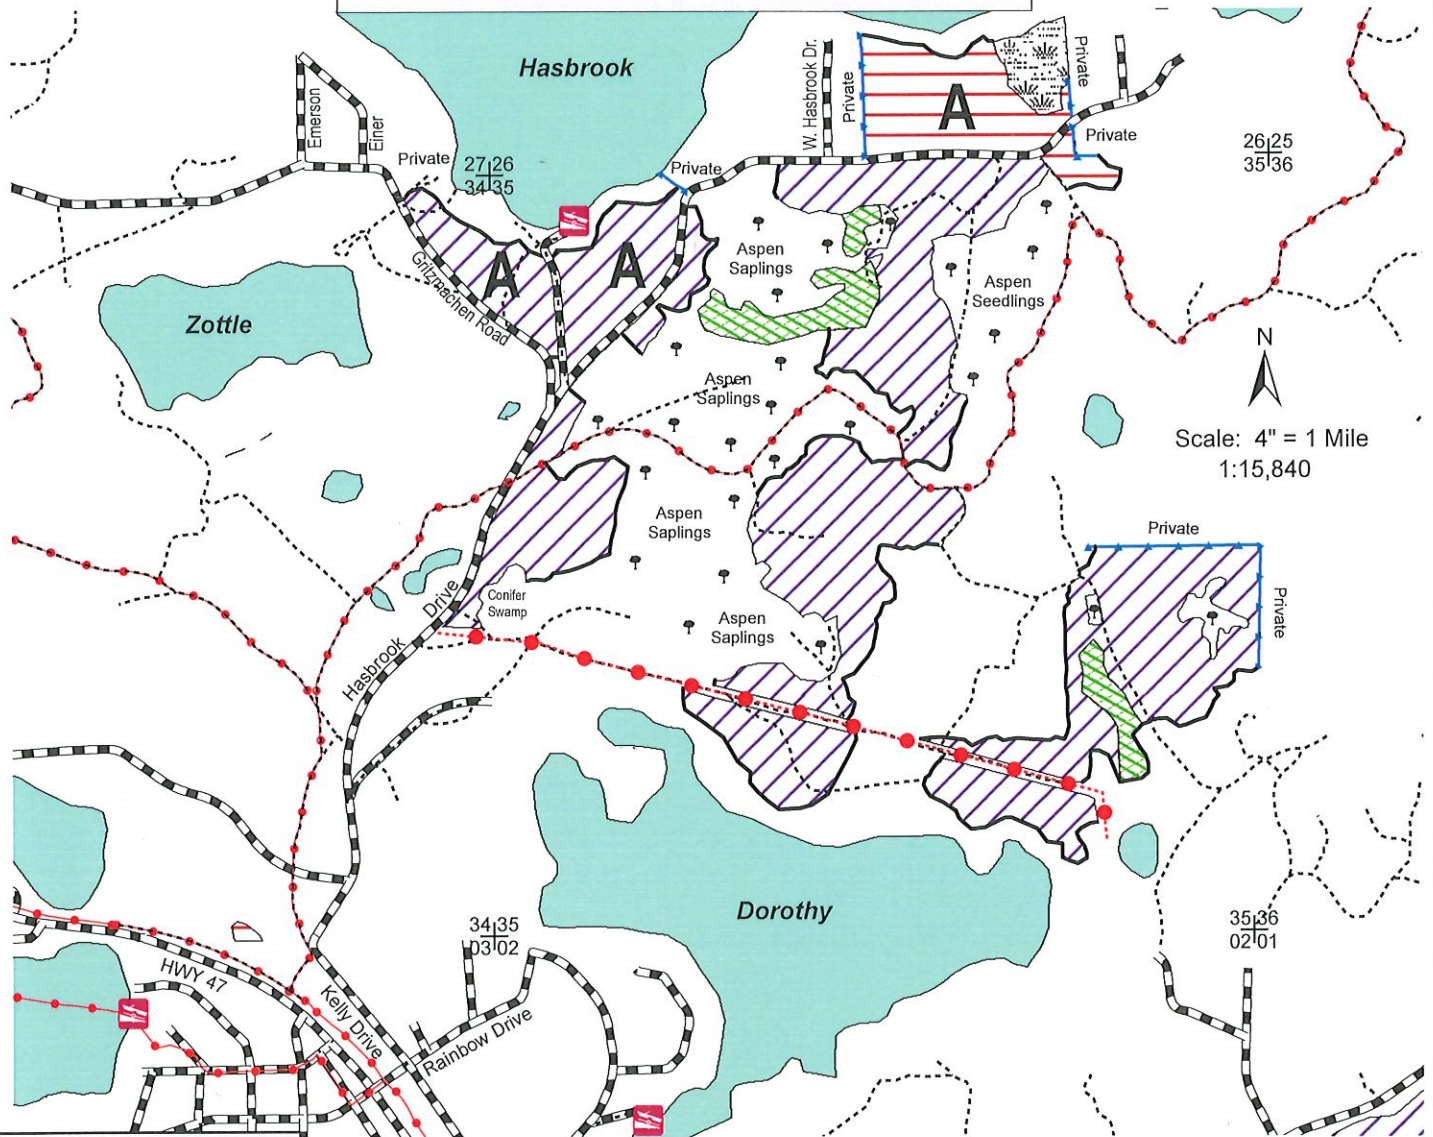 Hasbrook
W. Hasbrook Dr.
Private
Private
A
Private
Emerson
Einer
Private
27 26
34 35
Private
26 25
35 36
Aspen
Saplings
Aspen
Seedlings
A
A
Gritzmachen Road
Zottle
N
Scale: 4" = 1 Mile
1:15,840
Aspen
Saplings
Aspen
Saplings
Private
Private
Conifer
Swamp
Aspen
Saplings
Hasbrook Drive
Dorothy
34 35
03 02
35 36
02 01
HWY 47
Kelly Drive
Rainbow Drive